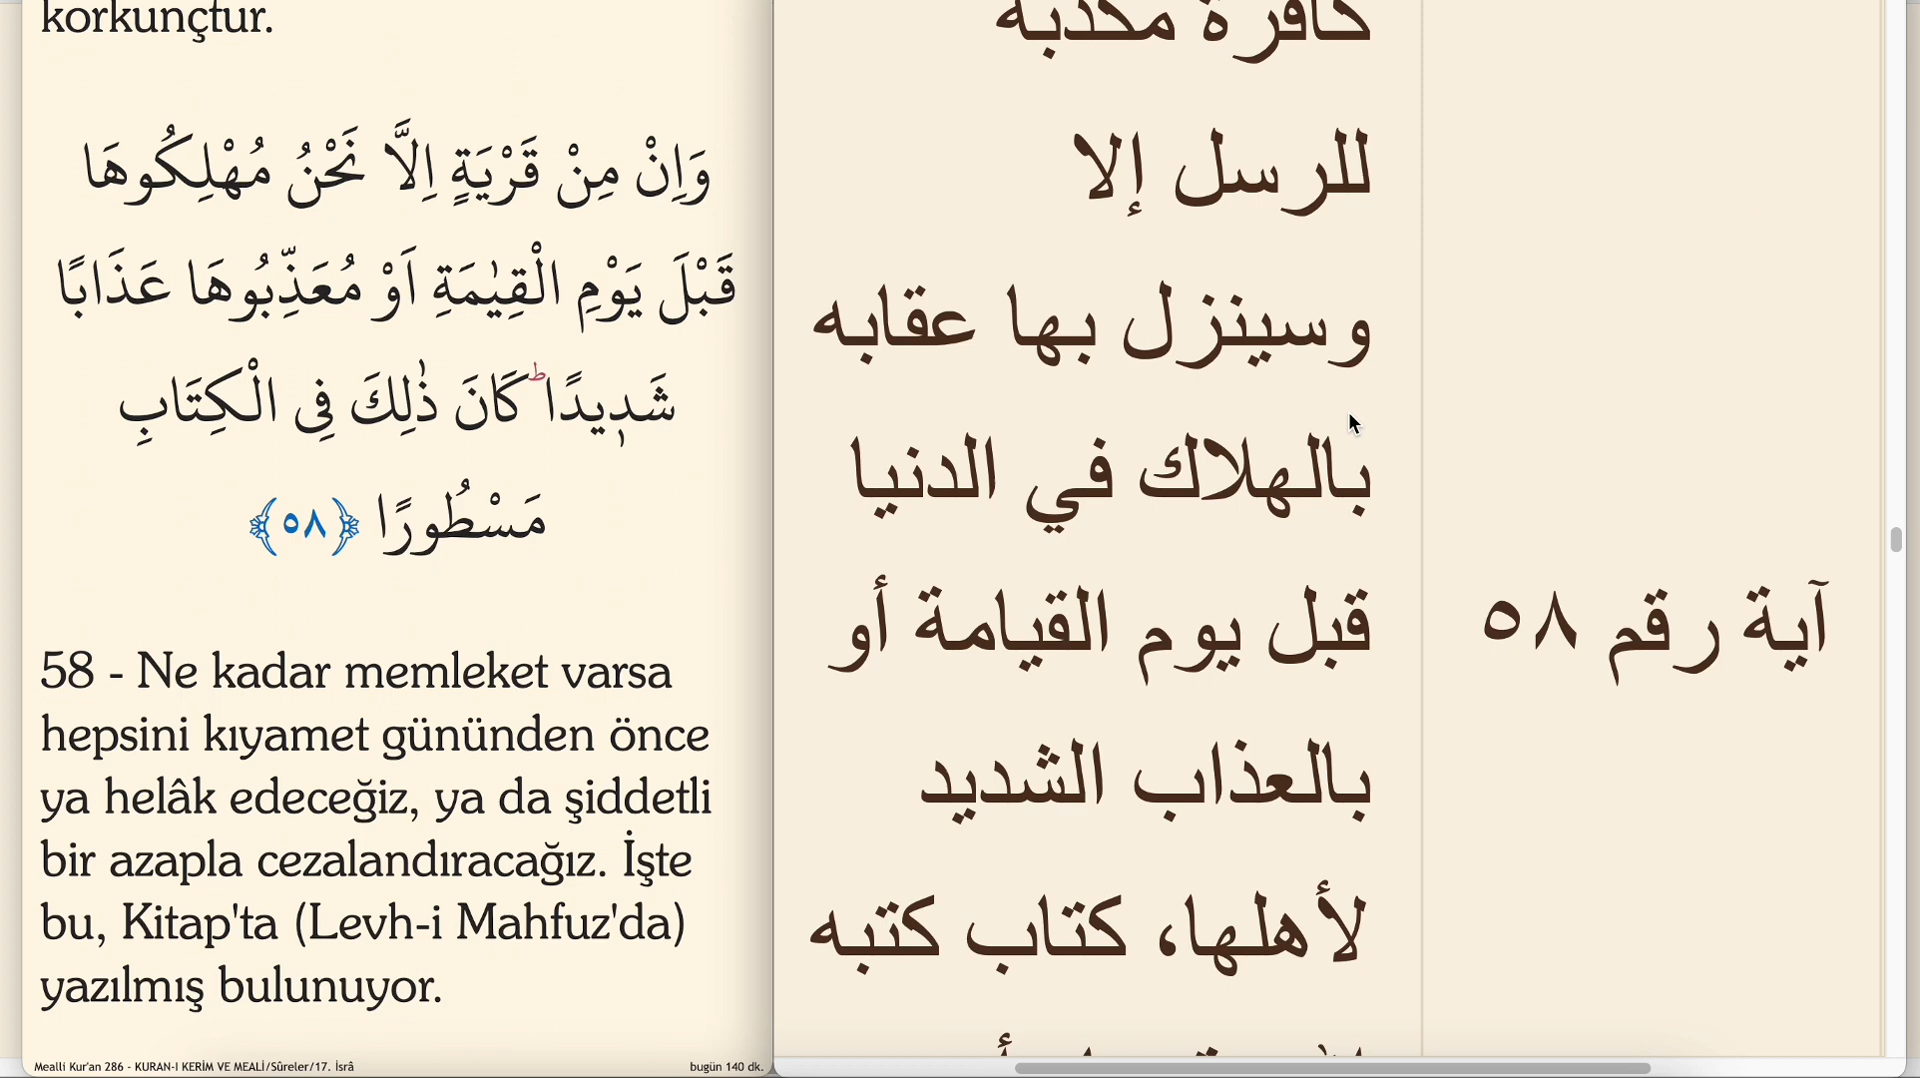 korkunçtur.
وَاِنْ مِنْ قَرْيَةٍ اِلَّا نَحْنُ مُهْلِكُوهَا
قَبْلَ يَوْمِ الْقِيٰمَةِ اَوْ مُعَذِّبُوهَا عَذَابًا
شَدٖيدًاؕ كَانَ ذٰلِكَ فِى الْكِتَابِ
مَسْطُورًا ﴿٥٨﴾
58 - Ne kadar memleket varsa
hepsini kıyamet gününden önce
ya helâk edeceğiz, ya da şiddetli
bir azapla cezalandıracağız. İşte
bu, Kitap'ta (Levh-i Mahfuz'da)
yazılmış bulunuyor.
Mealli Kur'an 286 - KURAN-I KERİM VE MEALİ/Sûreler/17. İsrâ
bugün 140 dk.
آية رقم ٥٨
كافرة مكذبة
للرسل إلا
وسينزل بها عقابه
بالهلاك في الدنيا
قبل يوم القيامة أو
بالعذاب الشديد
لأهلها، كتاب كتبه